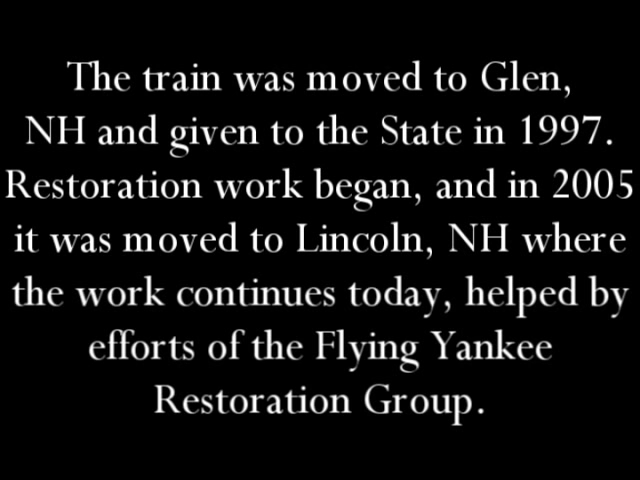 The train was moved to Glen,
NH and given to the State in 1997.
Restoration work began, and in 2005
it was moved to Lincoln, NH where
the work continues today, helped by
efforts of the Flying Yankee
Restoration Group.